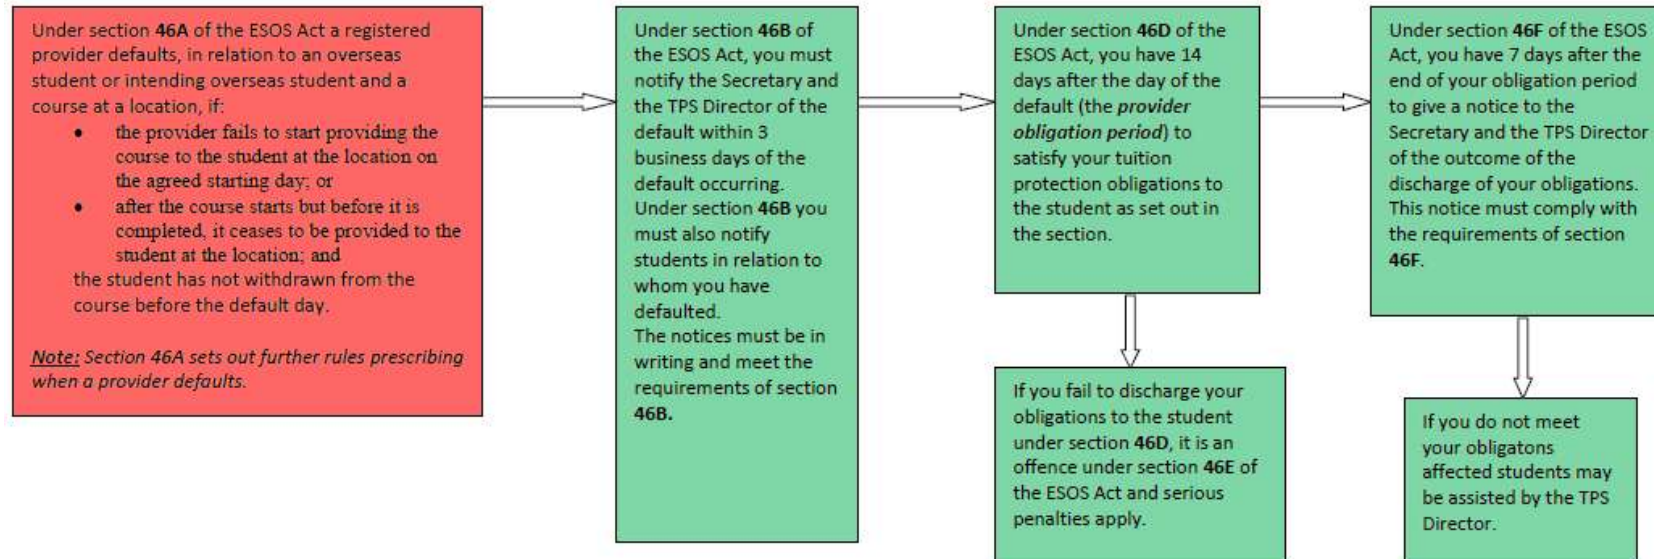 Under section 46A of the ESOS Act a registered
provider defaults, in relation to an overseas
student or intending overseas student and a
course at a location, if:
• the provider fails to start providing the
course to the student at the location on
the agreed starting day; or
• after the course starts but before it is
completed, it ceases to be provided to the
student at the location; and
the student has not withdrawn from the
course before the default day.
Note: Section 46A sets out further rules prescribing
when a provider defaults.
Under section 46B of
the ESOS Act, you must
notify the Secretary and
the TPS Director of the
default within 3
business days of the
default occurring.
Under section 46B you
must also notify
students in relation to
whom you have
defaulted.
The notices must be in
writing and meet the
requirements of section
46B.
Under section 46D of the
ESOS Act, you have 14
days after the day of the
default (the provider
obligation period) to
satisfy your tuition
protection obligations to
the student as set out in
the section.
If you fail to discharge your
obligations to the student
under section 46D, it is an
offence under section 46E of
the ESOS Act and serious
penalties apply.
Under section 46F of the ESOS
Act, you have 7 days after the
end of your obligation period
to give a notice to the
Secretary and the TPS Director
of the outcome of the
discharge of your obligations.
This notice must comply with
the requirements of section
46F.
If you do not meet
your obligatons
affected students may
be assisted by the TPS
Director.